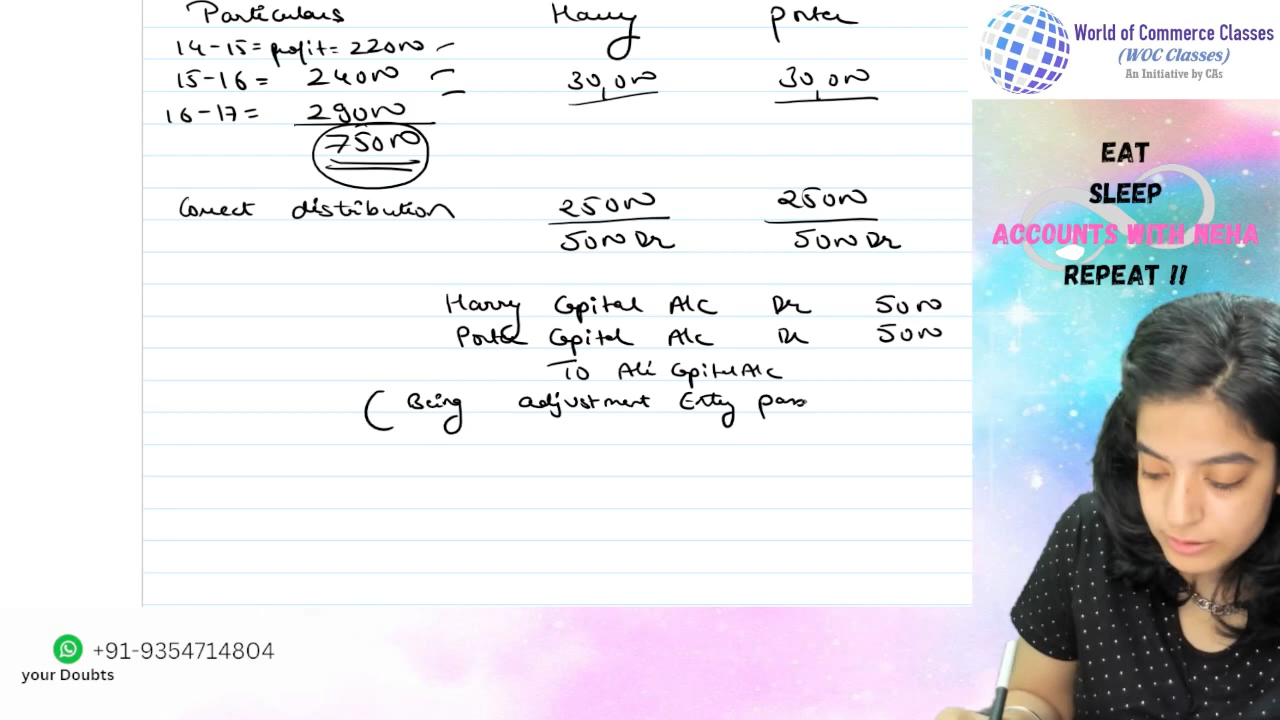 Particulars Harry Porter
14-15 = profit = 22000
15-16 = 24000 30,000 30,000
16-17 = 29000
75000
Correct distribution 25000 25000
5000 Dr 5000 Dr
Harry Capital A/c Dr 5000
Porter Capital A/c Dr 5000
To Ali Capital A/c
(Being adjustment Entry pass
World of Commerce Classes
(WOC Classes)
An Initiative by CAs
EAT
SLEEP
ACCOUNTS WITH NEHA
REPEAT !!
+91-9354714804
your Doubts